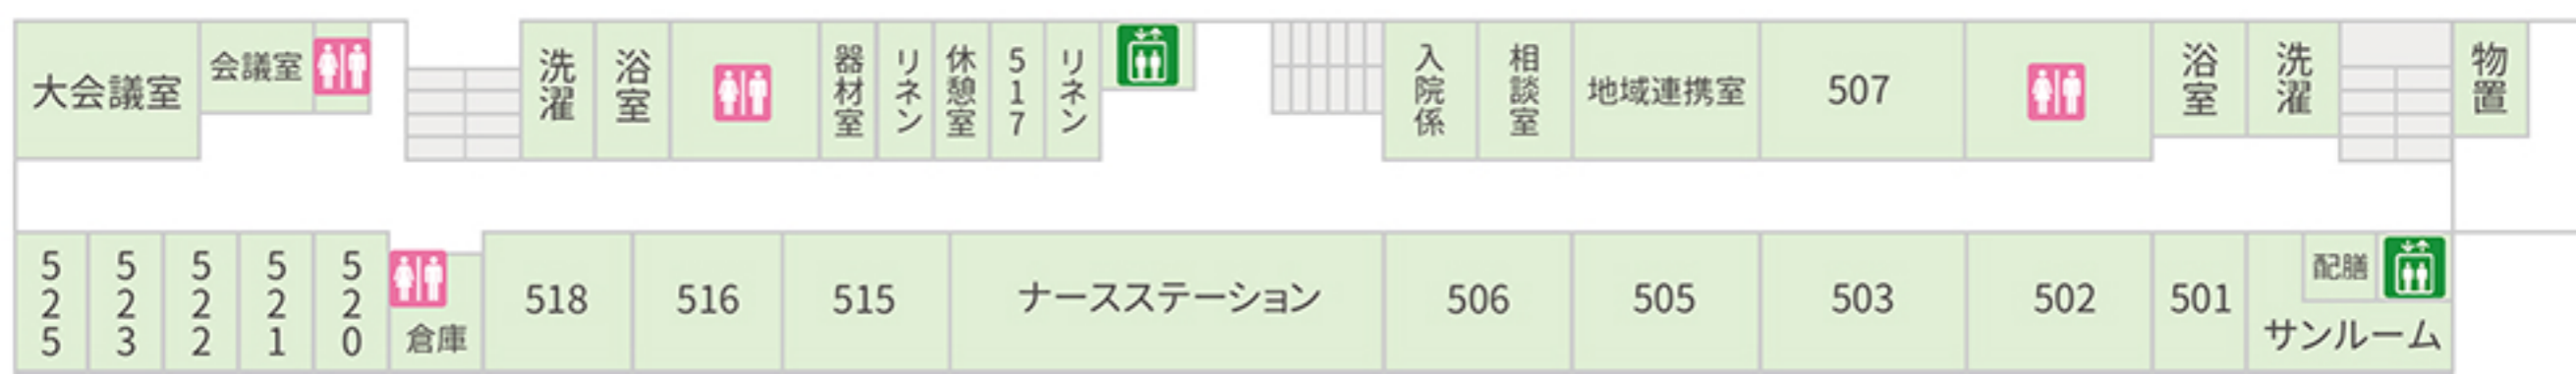 大会議室
会議室
洗濯
浴室
器材室
リネン
休憩室
517
リネン
入院係
相談室
地域連携室
507
浴室
洗濯
物置
525
523
522
521
520
倉庫
518
516
515
ナースステーション
506
505
503
502
501
配膳
サンルーム